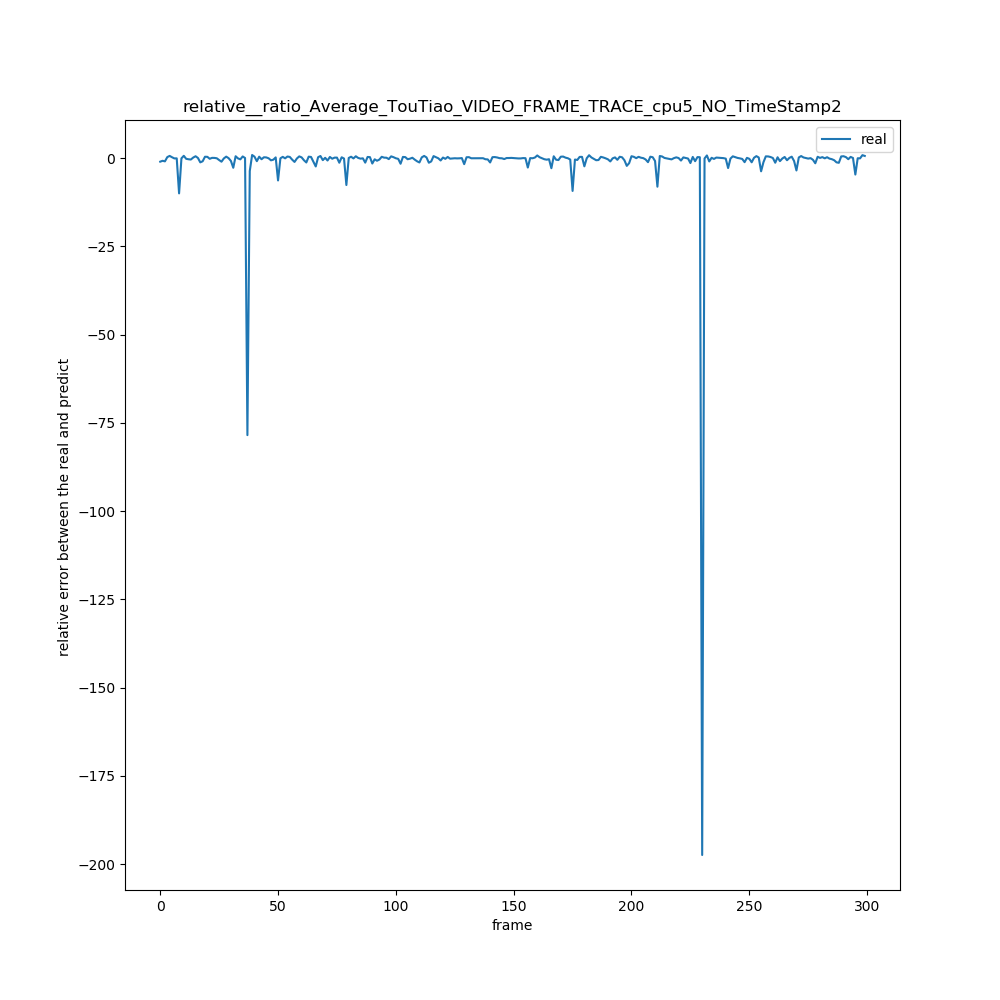 relative__ratio_Average_TouTiao_VIDEO_FRAME_TRACE_cpu5_NO_TimeStamp2
real
0
−25
−50
−75
−100
−125
−150
−175
−200
relative error between the real and predict
0 50 100 150 200 250 300
frame